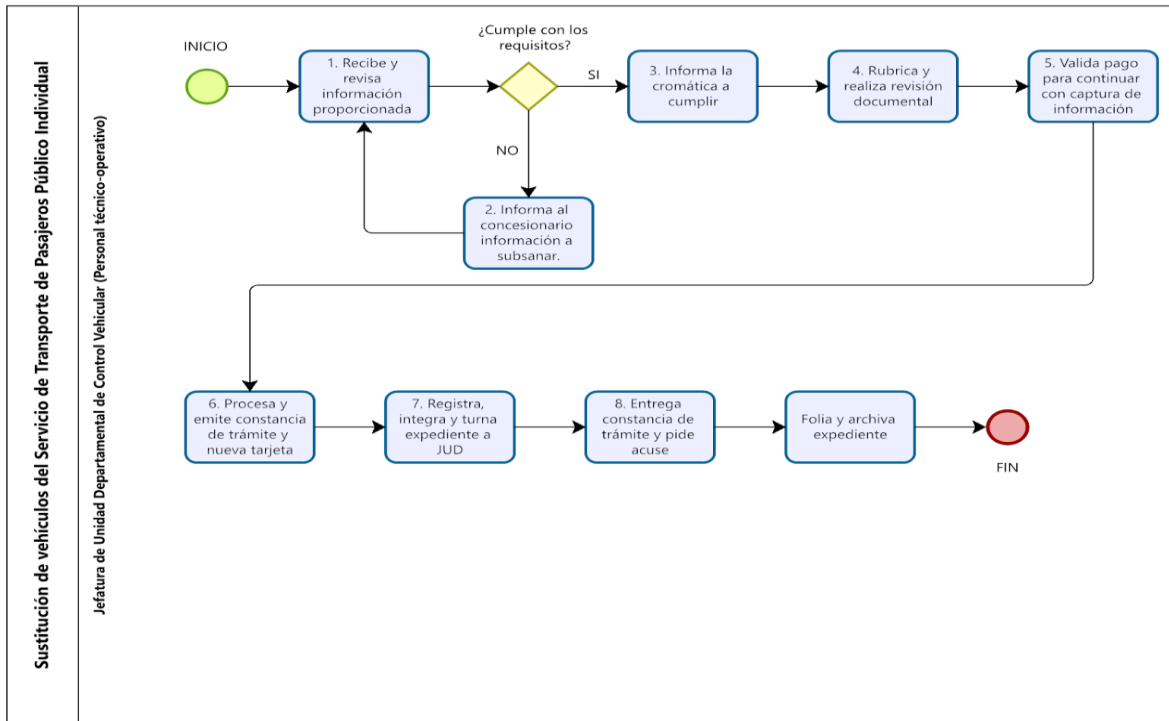 Sustitución de vehículos del Servicio de Transporte de Pasajeros Público Individual
Jefatura de Unidad Departamental de Control Vehicular (Personal técnico-operativo)
INICIO
1. Recibe y
revisa
información
proporcionada
¿Cumple con los
requisitos?
SI
NO
2. Informa al
concesionario
información a
subsanar.
3. Informa la
cromática a
cumplir
4. Rubrica y
realiza revisión
documental
5. Valida pago
para continuar
con captura de
información
6. Procesa y
emite constancia
de trámite y
nueva tarjeta
7. Registra,
integra y turna
expediente a
JUD
8. Entrega
constancia de
trámite y pide
acuse
Folia y archiva
expediente
FIN